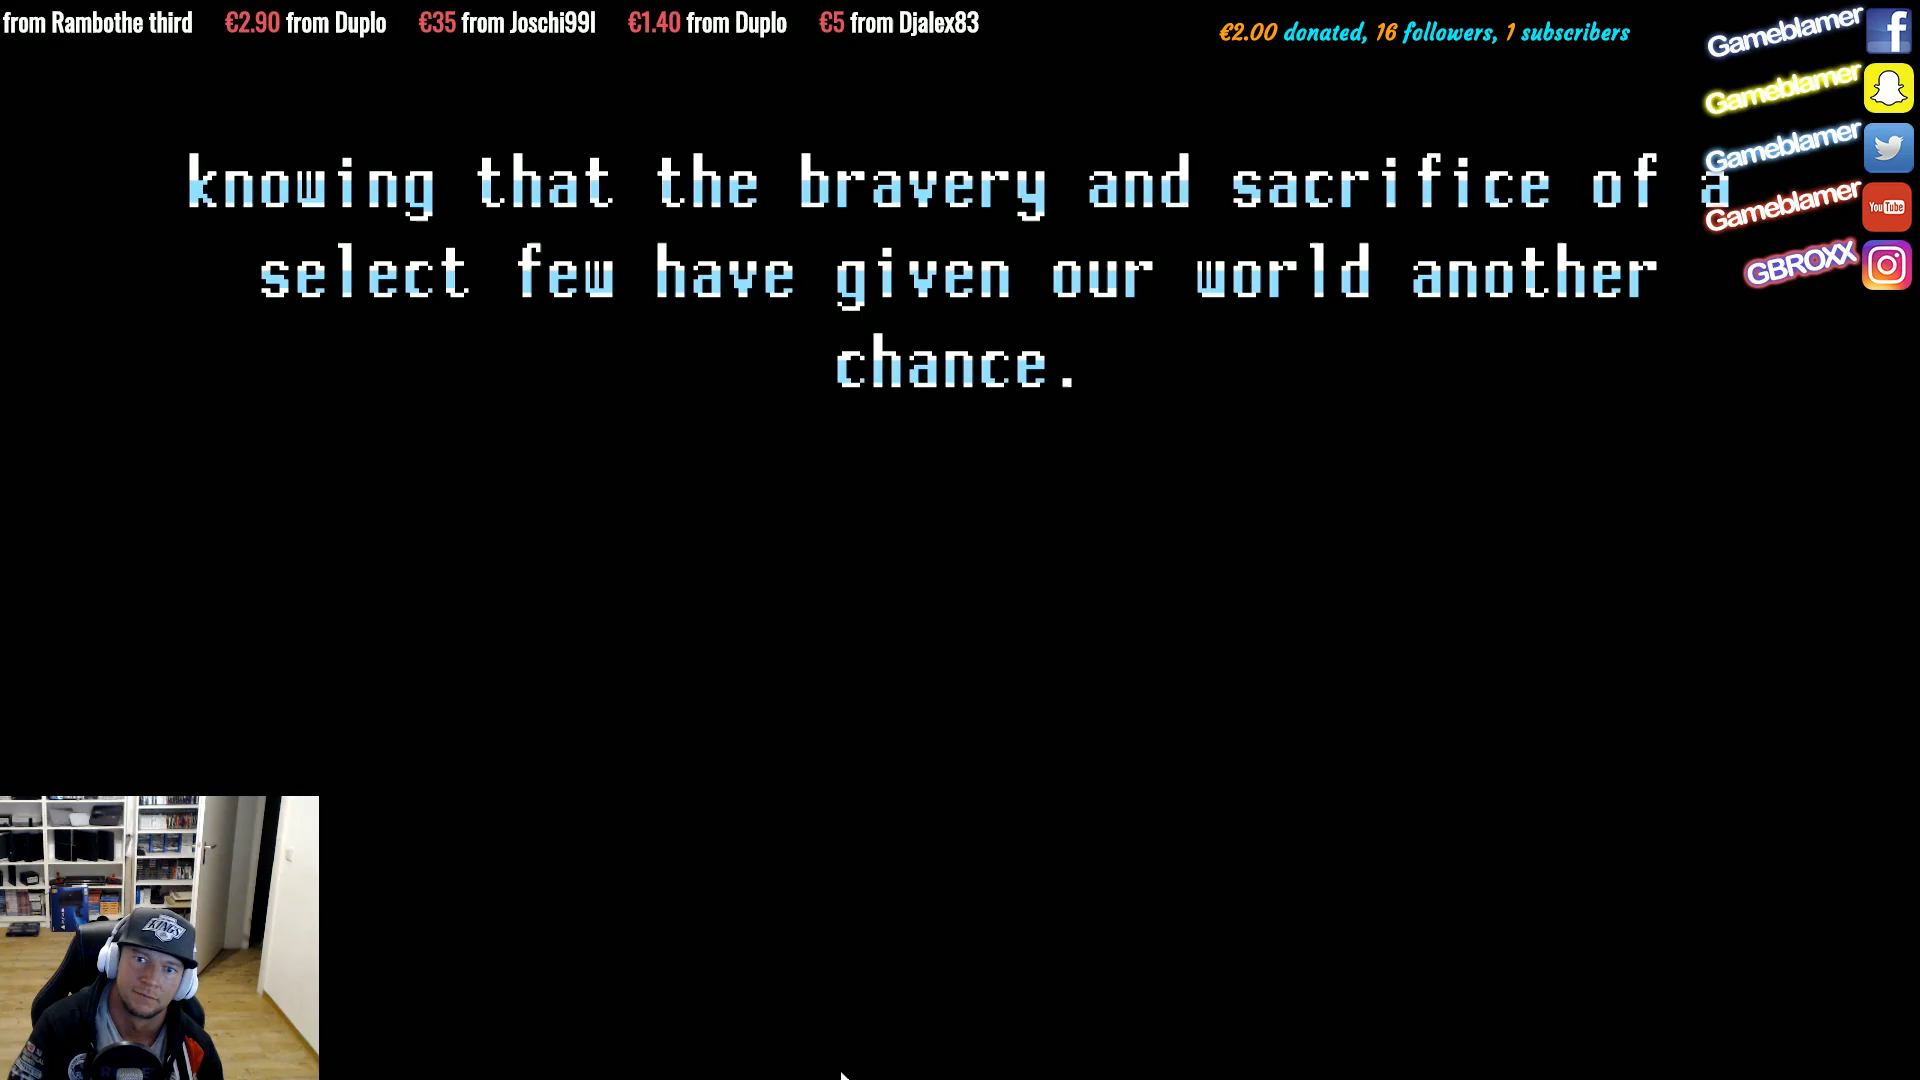 from Rambothe third €2.90 from Duplo €35 from Joschi99l €1.40 from Duplo €5 from Djalex83
€2.00 donated, 16 followers, 1 subscribers
Gameblamer
Gameblamer
Gameblamer
Gameblamer
You Tube
GBROXX
knowing that the bravery and sacrifice of a
select few have given our world another
chance.
KINGS